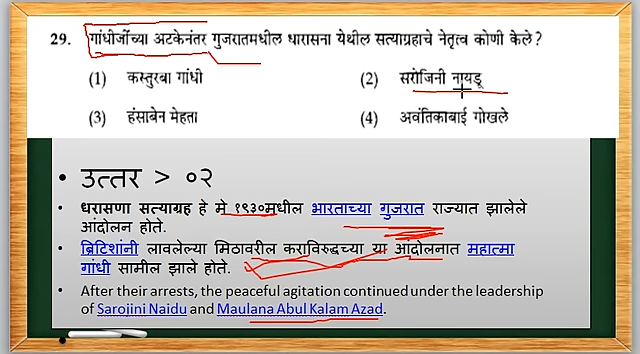 29. गांधीजींच्या अटकेनंतर गुजरातमधील धारासना येथील सत्याग्रहाचे नेतृत्व कोणी केले ?
(1) कस्तुरबा गांधी (2) सरोजिनी नायडू
(3) हंसाबेन मेहता (4) अवंतिकाबाई गोखले
• उत्तर > ०२
• धरासणा सत्याग्रह हे मे १९३०मधील भारताच्या गुजरात राज्यात झालेले
आंदोलन होते.
• ब्रिटिशांनी लावलेल्या मिठावरील कराविरुद्धच्या या आंदोलनात महात्मा
गांधी सामील झाले होते.
• After their arrests, the peaceful agitation continued under the leadership
of Sarojini Naidu and Maulana Abul Kalam Azad.